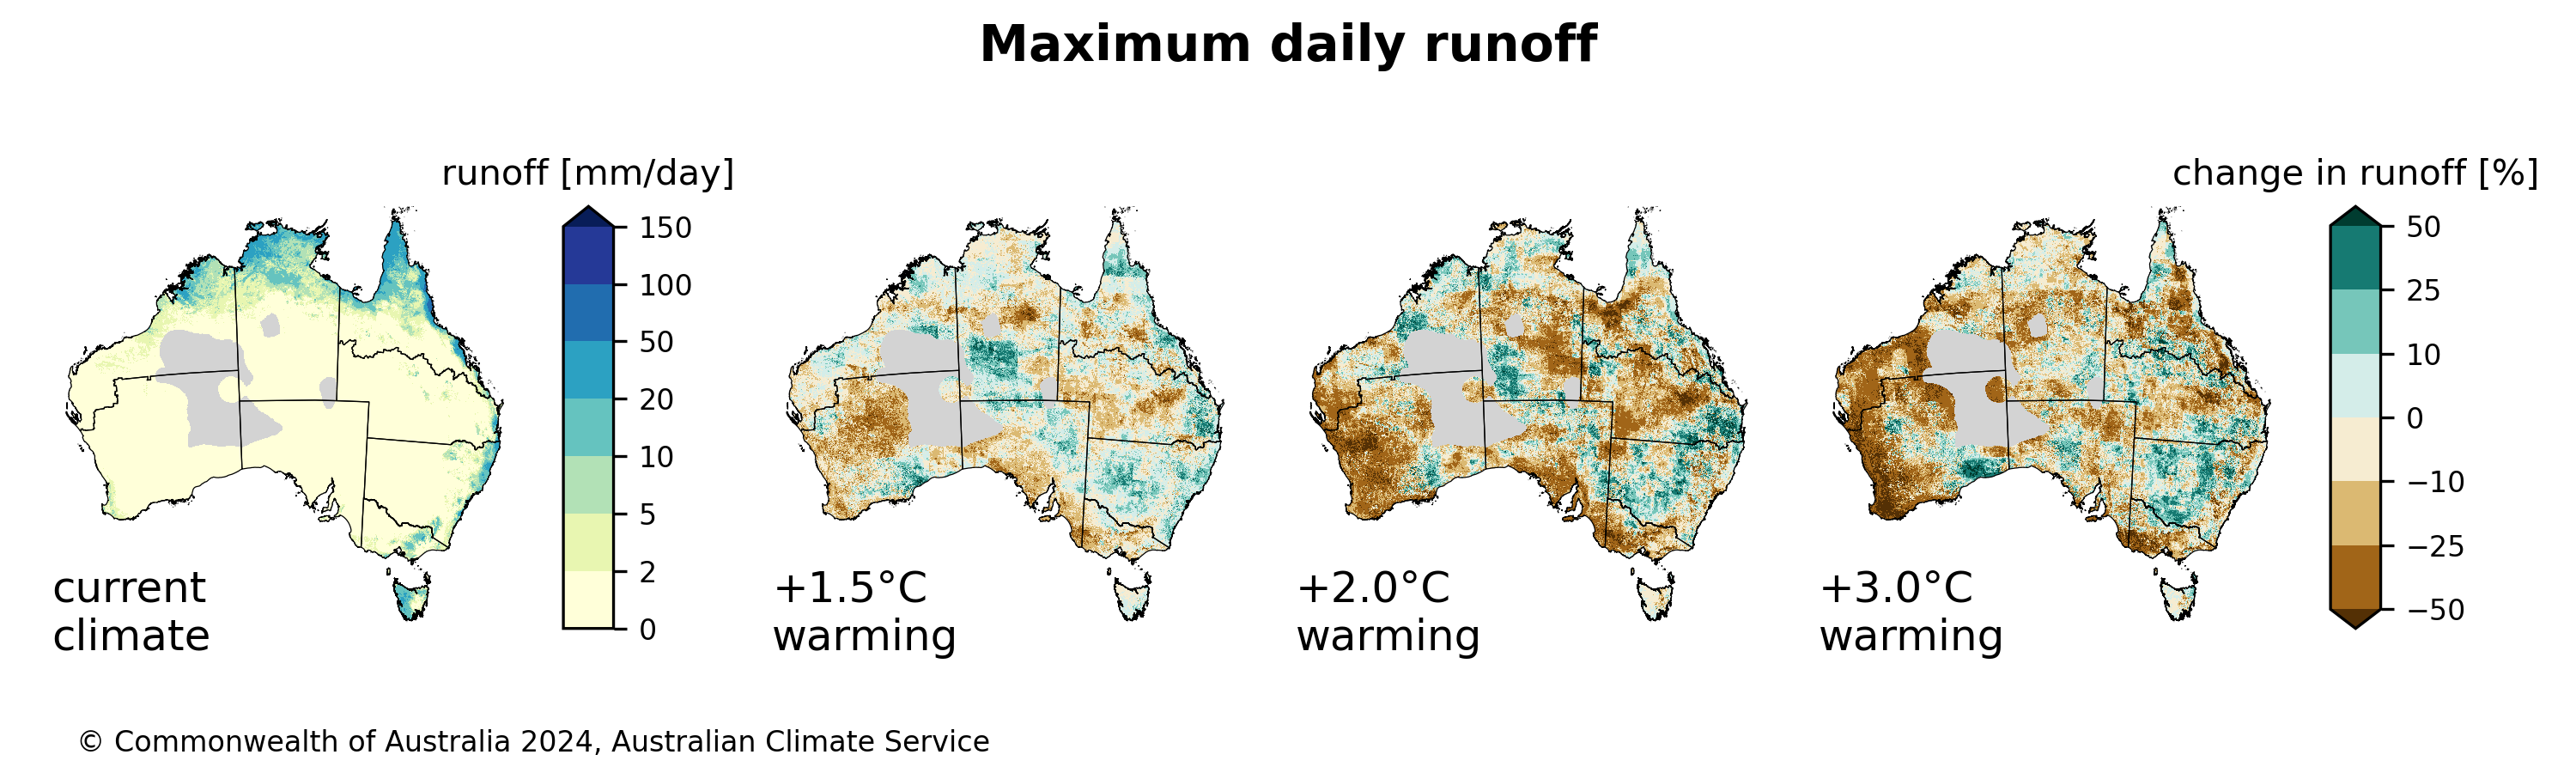 Maximum daily runoff
runoff [mm/day]
150
100
50
20
10
5
2
0
current
climate
+1.5°C
warming
+2.0°C
warming
+3.0°C
warming
change in runoff [%]
50
25
10
0
−10
−25
−50
© Commonwealth of Australia 2024, Australian Climate Service